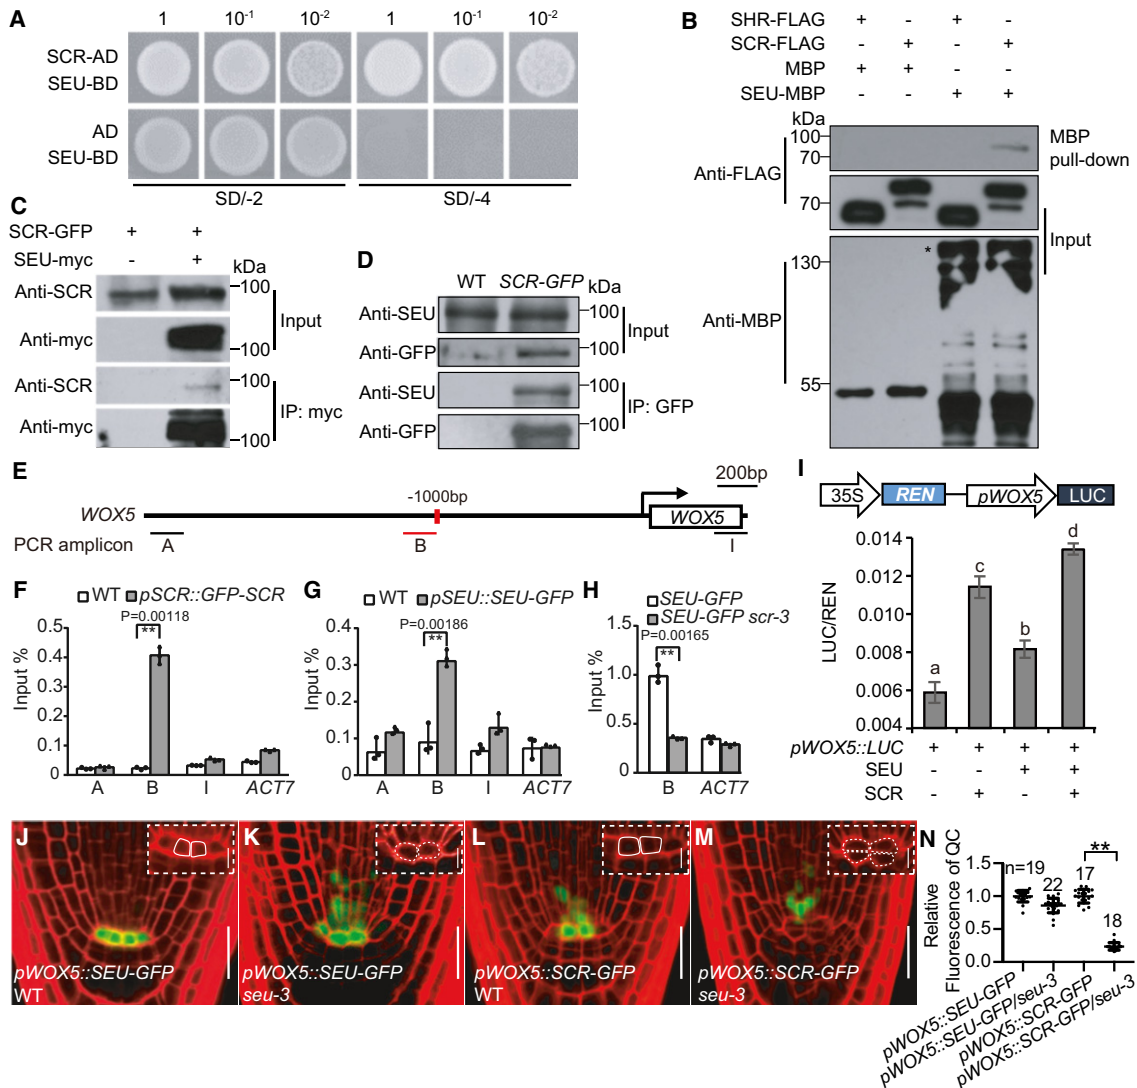 A
1 10⁻¹ 10⁻² 1 10⁻¹ 10⁻²
SCR-AD
SEU-BD
AD
SEU-BD
SD/-2 SD/-4
B
SHR-FLAG + - + -
SCR-FLAG - + - +
MBP + + - -
SEU-MBP - - + +
kDa
100
70
Anti-FLAG
MBP
pull-down
70
Input
*
130
Anti-MBP
55
C
SCR-GFP + +
SEU-myc - +
kDa
Anti-SCR
100
Input
Anti-myc
100
Anti-SCR
100
IP: myc
Anti-myc
100
D
WT SCR-GFP kDa
Anti-SEU
100
Input
Anti-GFP
100
Anti-SEU
100
IP: GFP
Anti-GFP
100
E
-1000bp
200bp
WOX5
WOX5
PCR amplicon
A B I
F
WT pSCR::GFP-SCR
P=0.00118
**
Input %
0.5
0.4
0.3
0.2
0.1
0
A B I ACT7
G
WT pSEU::SEU-GFP
P=0.00186
**
Input %
0.4
0.3
0.2
0.1
0
A B I ACT7
H
SEU-GFP
SEU-GFP scr-3
P=0.00165
**
Input %
1.5
1.0
0.5
0
B ACT7
I
35S REN pWOX5 LUC
LUC/REN
0.014
0.012
0.010
0.008
0.006
0.004
a c b d
pWOX5::LUC + + + +
SEU - - + +
SCR - + - +
J
pWOX5::SEU-GFP
WT
K
pWOX5::SEU-GFP
seu-3
L
pWOX5::SCR-GFP
WT
M
pWOX5::SCR-GFP
seu-3
N
Relative
Fluorescence of QC
1.5
1.0
0.5
0.0
n=19 22 17 18
**
pWOX5::SEU-GFP
pWOX5::SEU-GFP/seu-3
pWOX5::SCR-GFP
pWOX5::SCR-GFP/seu-3